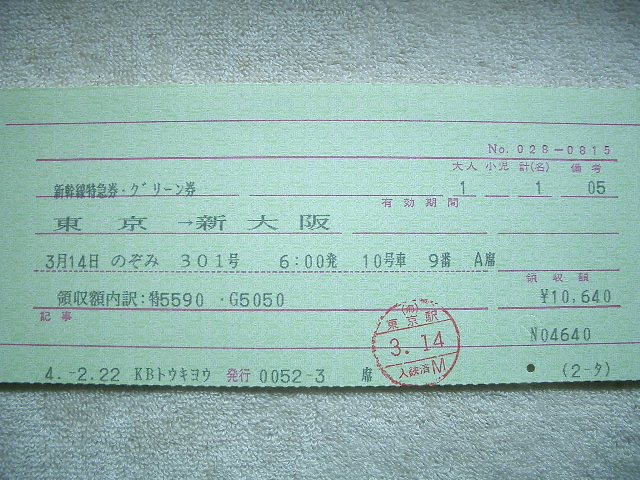 No. 028-0815
大人 小児 計(名) 備考
新幹線特急券・グリーン券 1 1 05
有効期間
東京→新大阪
3月14日 のぞみ 301号 6:00発 10号車 9番 A席
領収額
領収額内訳:特5590 ・G5050 ¥10,640
記事
東京駅
3.14
入鋏済M
N04640
4.-2.22 KBトウキヨウ 発行 0052-3 席 (2-タ)